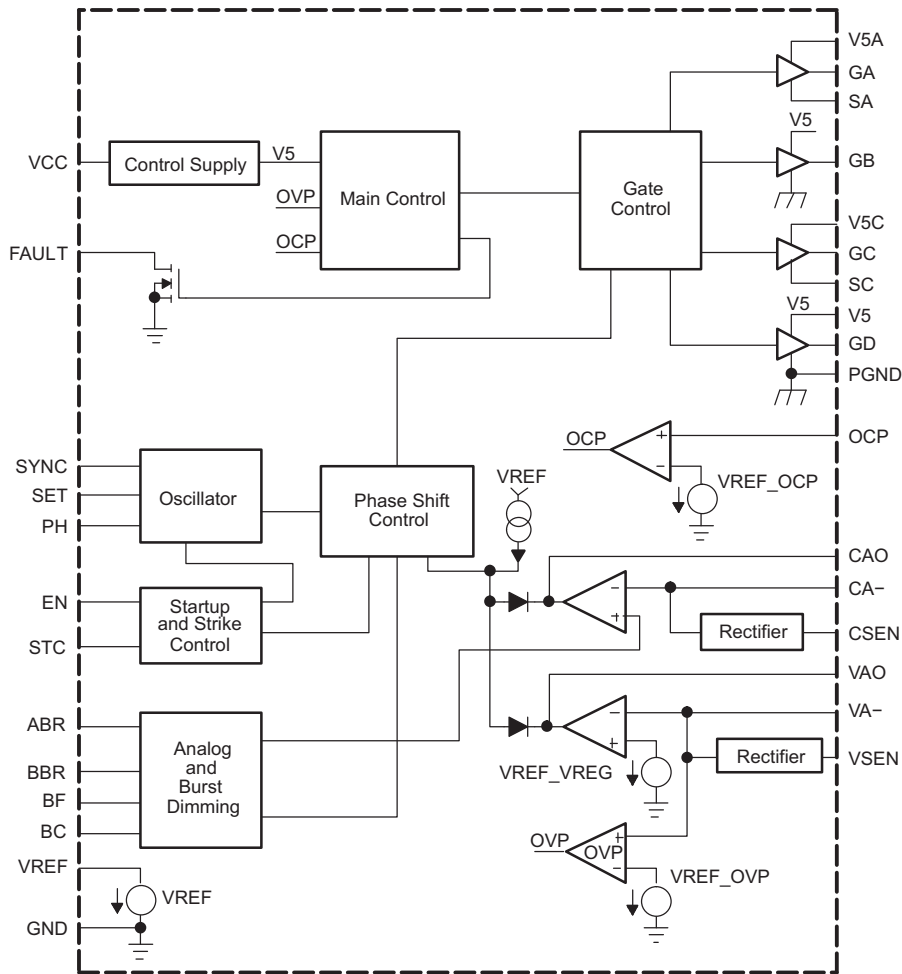 V5A
GA
SA
V5
GB
VCC
Control Supply
V5
OVP
OCP
Main Control
Gate
Control
V5C
GC
SC
FAULT
V5
V5
GD
PGND
OCP
OCP
+
−
VREF_OCP
SYNC
SET
PH
Oscillator
Phase Shift
Control
VREF
CAO
CA−
−
+
Rectifier
CSEN
EN
STC
Startup
and Strike
Control
VAO
VA−
−
+
VREF_VREG
Rectifier
VSEN
ABR
BBR
BF
BC
Analog
and
Burst
Dimming
OVP
OVP
+
−
VREF_OVP
VREF
VREF
GND